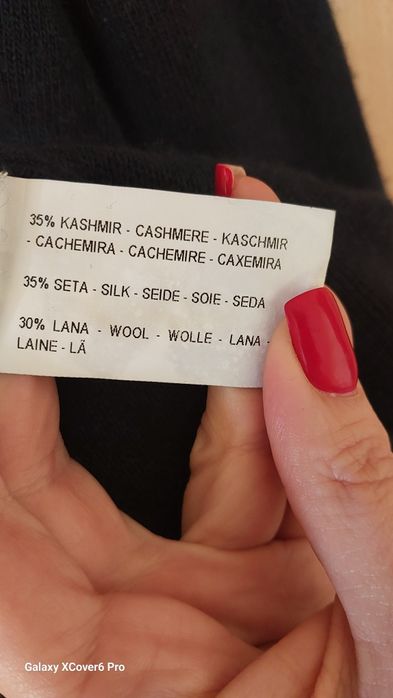 35% KASHMIR - CASHMERE - KASCHMIR
- CACHEMIRA - CACHEMIRE - CAXEMIRA
35% SETA - SILK - SEIDE - SOIE - SEDA
30% LANA - WOOL - WOLLE - LANA -
LAINE - LÄ
Galaxy XCover6 Pro